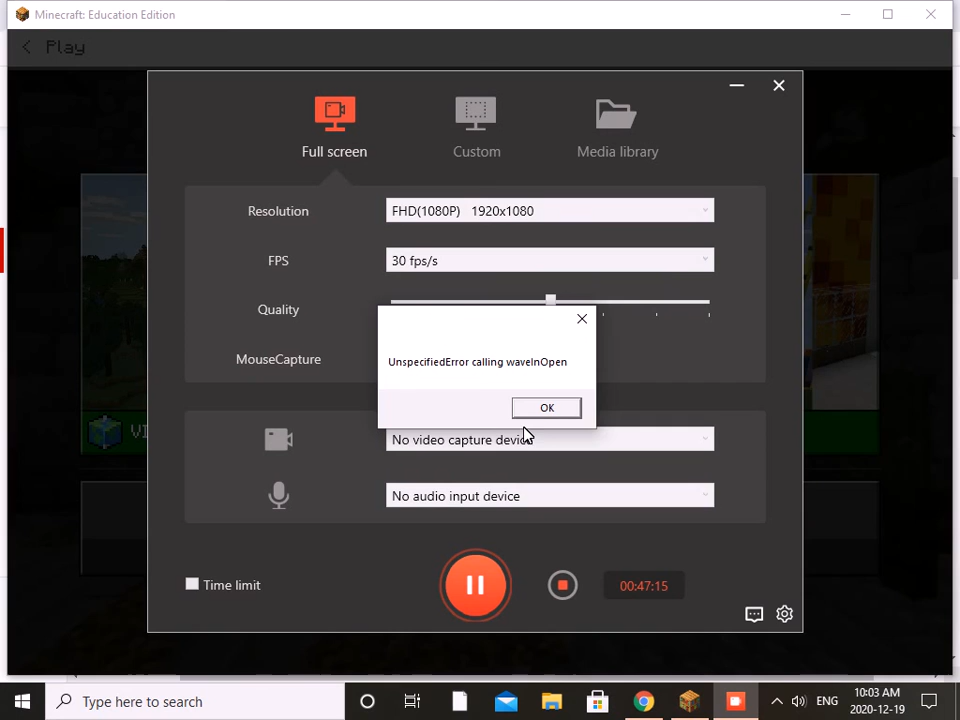 Minecraft: Education Edition
Play
Full screen
Custom
Media library
Resolution
FHD(1080P) 1920x1080
FPS
30 fps/s
Quality
MouseCapture
UnspecifiedError calling waveInOpen
OK
VI
No video capture device
No audio input device
Time limit
00:47:15
Type here to search
ENG
10:03 AM
2020-12-19